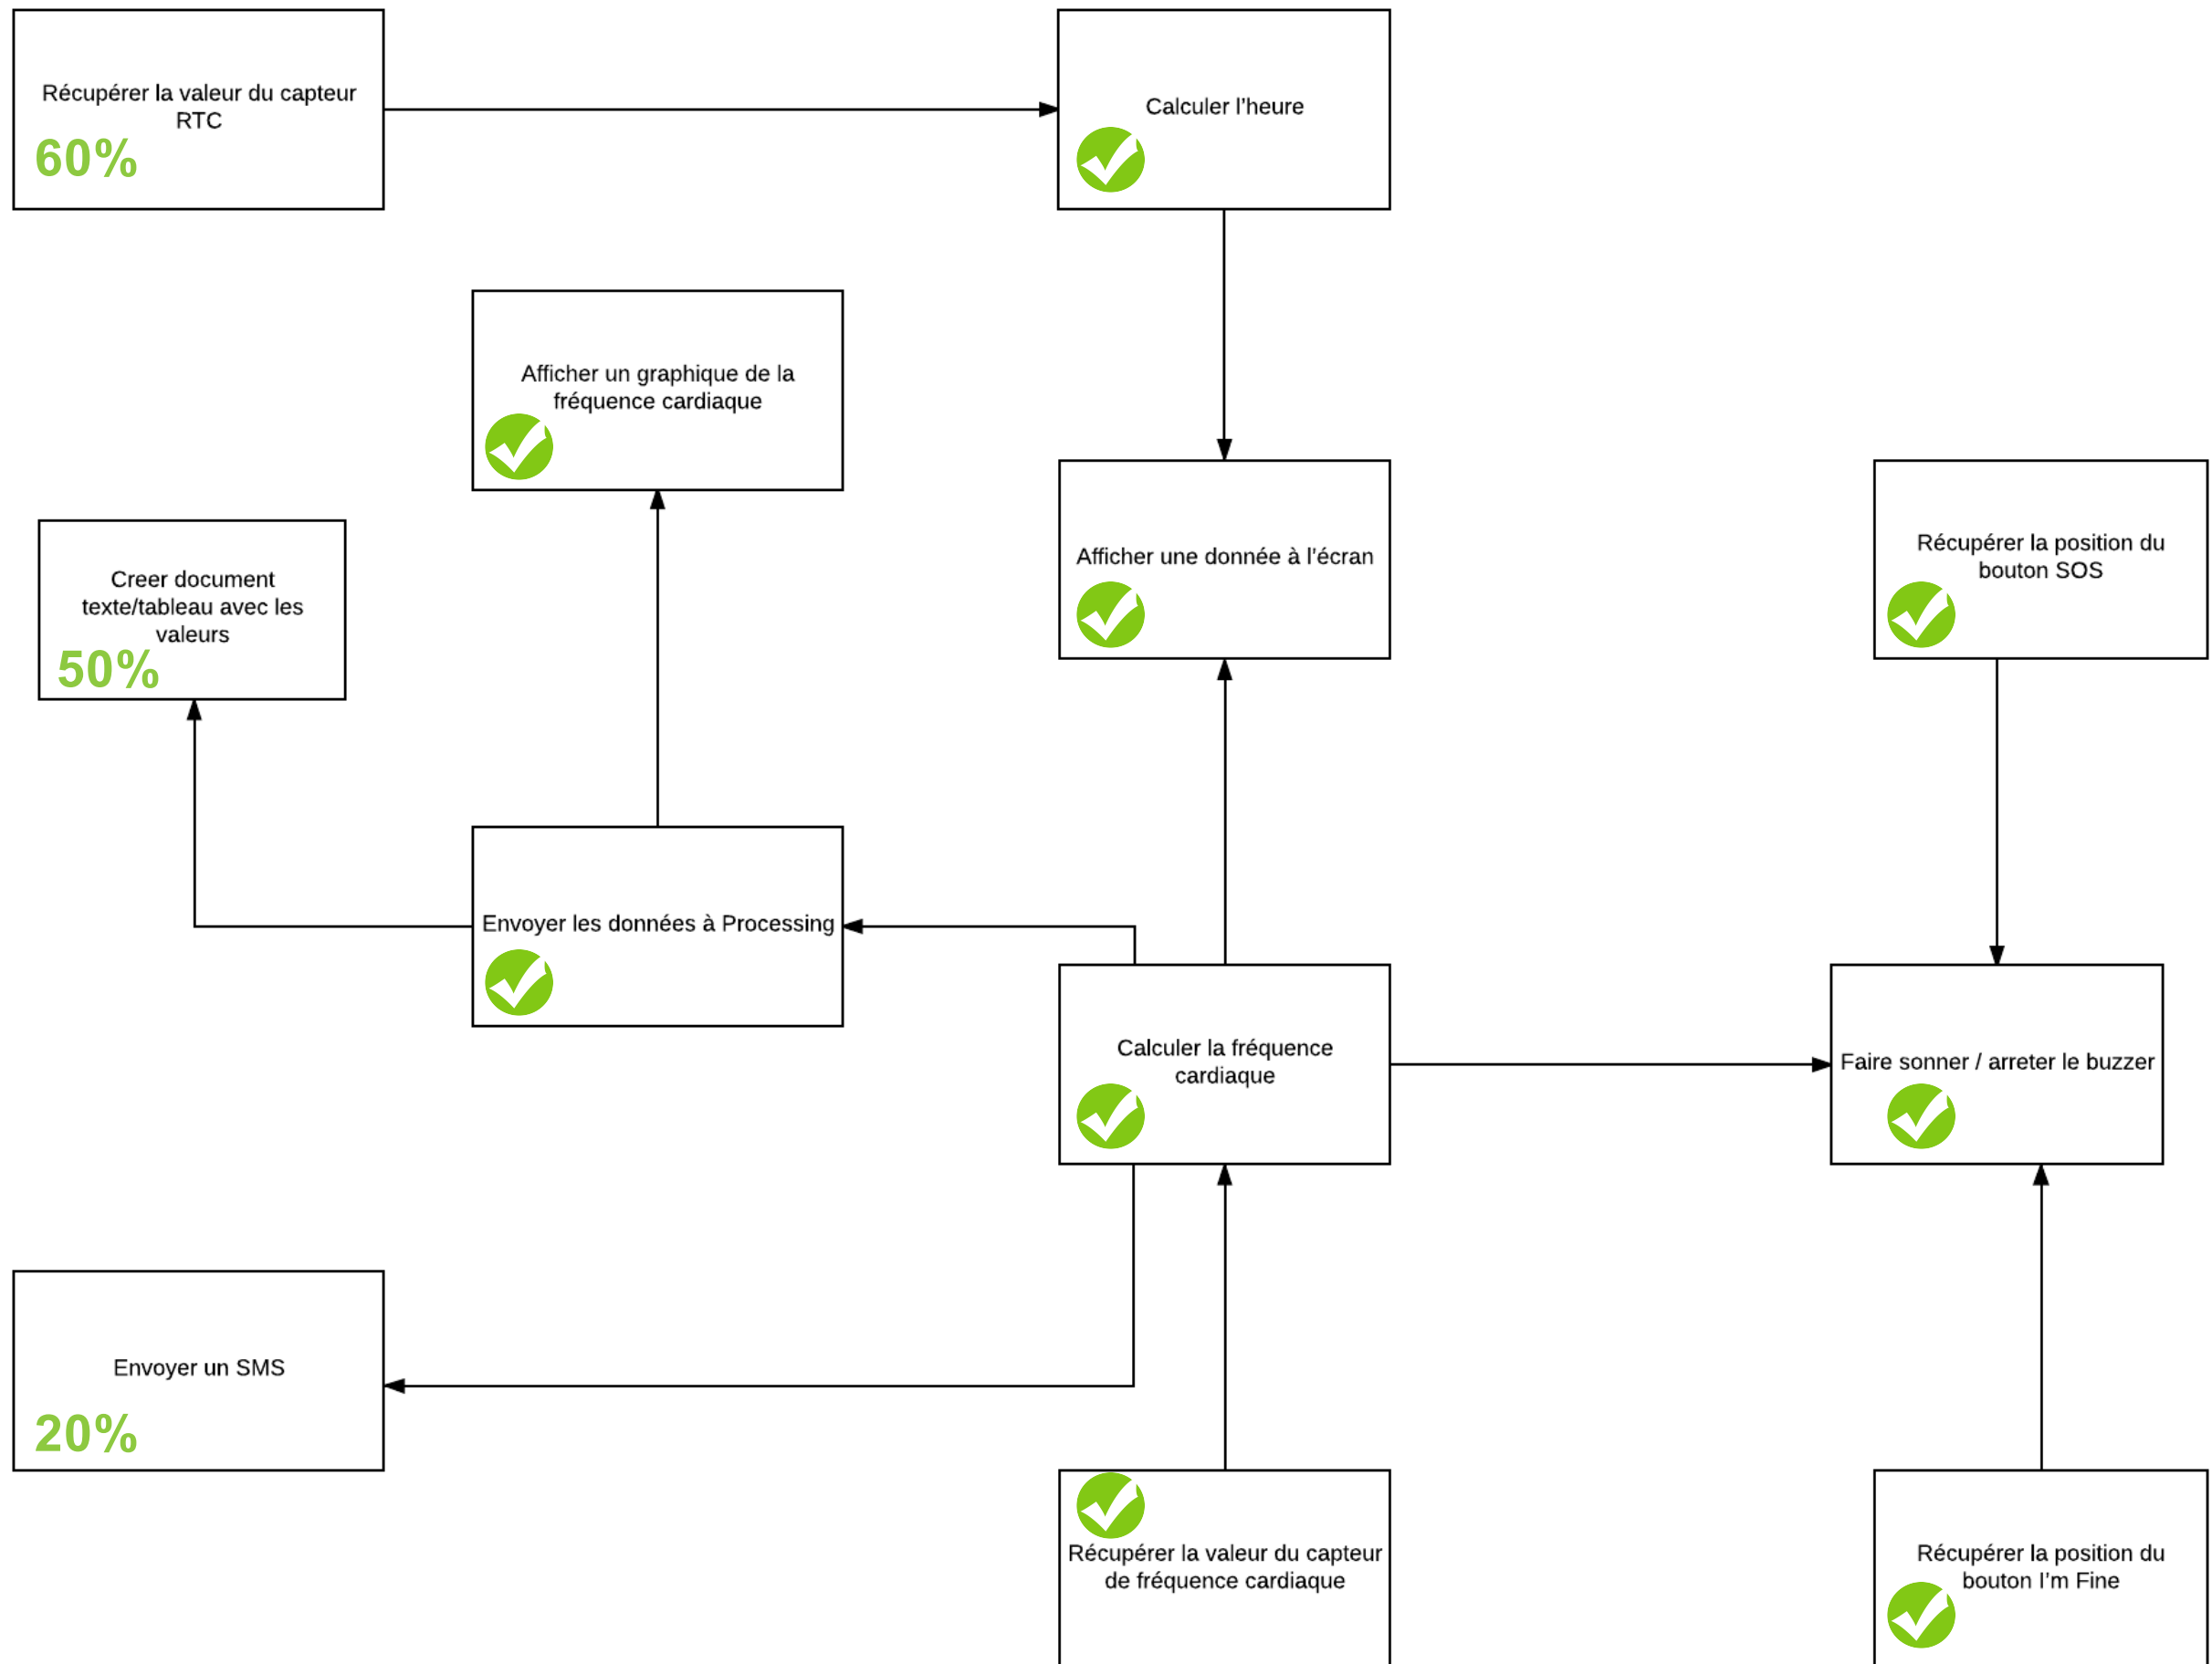 Récupérer la valeur du capteur
RTC
60%
Calculer l'heure
Afficher un graphique de la
fréquence cardiaque
Creer document
texte/tableau avec les
valeurs
50%
Afficher une donnée à l'écran
Récupérer la position du
bouton SOS
Envoyer les données à Processing
Calculer la fréquence
cardiaque
Faire sonner / arreter le buzzer
Envoyer un SMS
20%
Récupérer la valeur du capteur
de fréquence cardiaque
Récupérer la position du
bouton I'm Fine